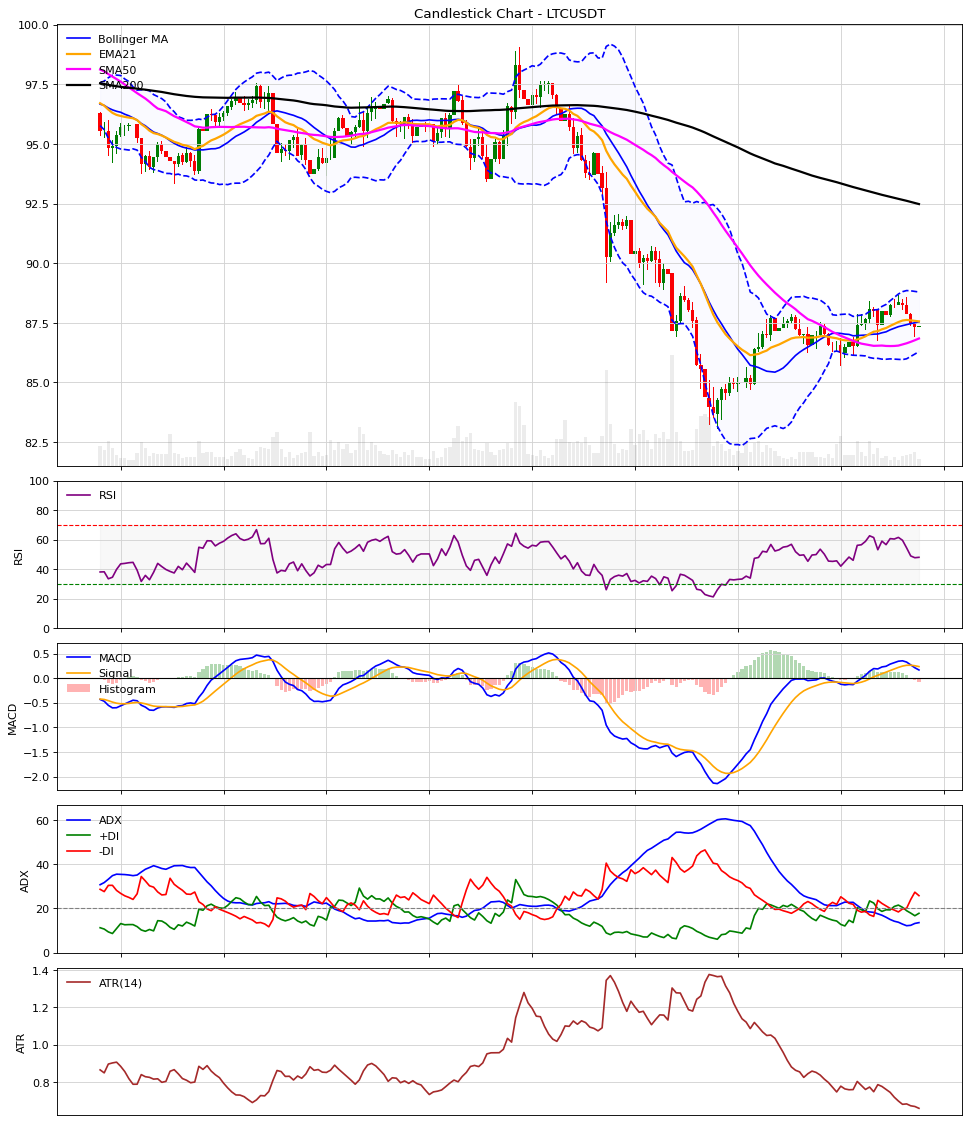 Candlestick Chart - LTCUSDT
100.0
97.5
95.0
92.5
90.0
87.5
85.0
82.5
Bollinger MA
EMA21
SMA50
SMA200
100
80
60
40
20
0
RSI
RSI
0.5
0.0
−0.5
−1.0
−1.5
−2.0
MACD
MACD
Signal
Histogram
60
40
20
0
ADX
ADX
+DI
-DI
1.4
1.2
1.0
0.8
ATR
ATR(14)